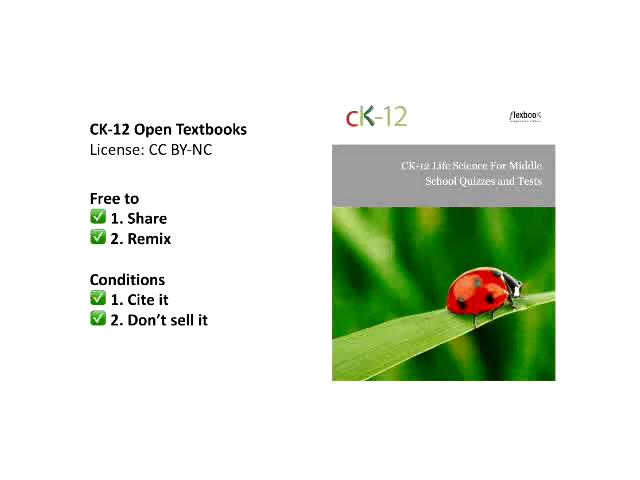 CK-12 Open Textbooks
License: CC BY-NC
Free to
✅ 1. Share
✅ 2. Remix
Conditions
✅ 1. Cite it
✅ 2. Don't sell it
cK-12
flexbook
CK-12 Life Science For Middle
School Quizzes and Tests